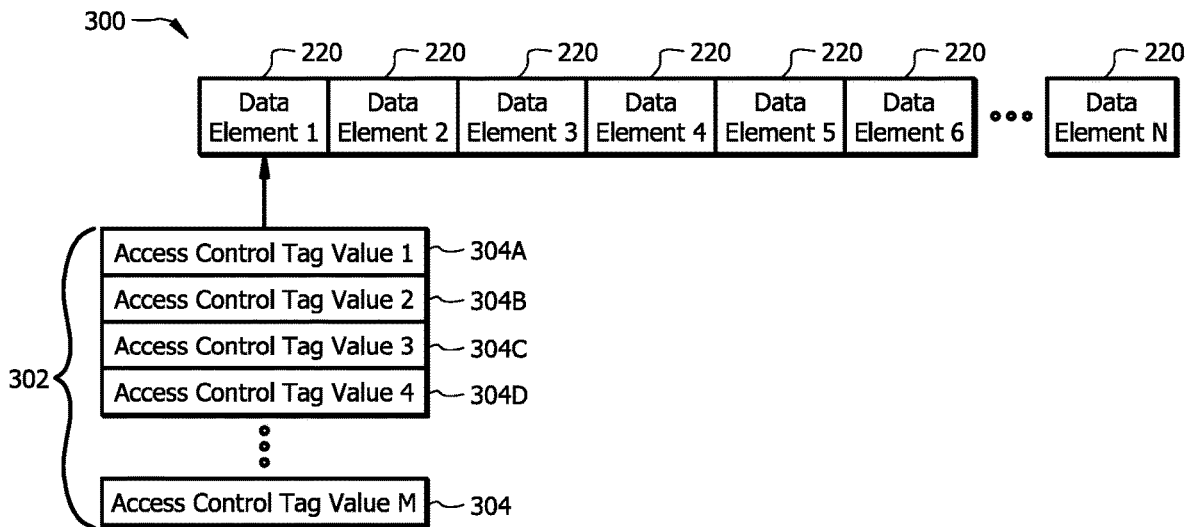 300
220 220 220 220 220 220 220
Data Element 1 Data Element 2 Data Element 3 Data Element 4 Data Element 5 Data Element 6 Data Element N
Access Control Tag Value 1 304A
Access Control Tag Value 2 304B
Access Control Tag Value 3 304C
302
Access Control Tag Value 4 304D
Access Control Tag Value M 304